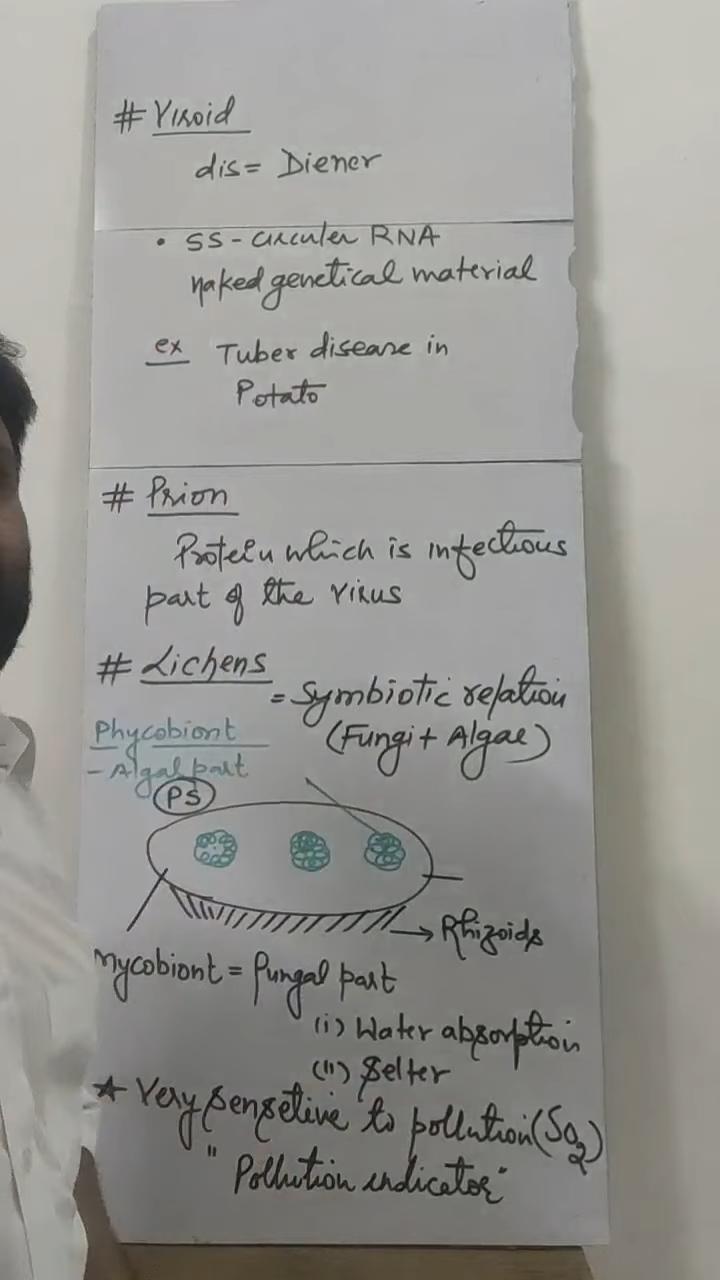 # Viroid
dis = Diener
• SS - circuler RNA
naked genetical material
ex Tuber disease in
Potato
# Prion
Protein which is infectious
part of the virus
# Lichens
= Symbiotic relation
(Fungi + Algae)
Phycobiont
- Algal part
PS
→ Rhizoids
Mycobiont = Fungal part
(i) Water absorption
(ii) Selter
★ Very sensetive to pollution (SO2)
"Pollution indicator"